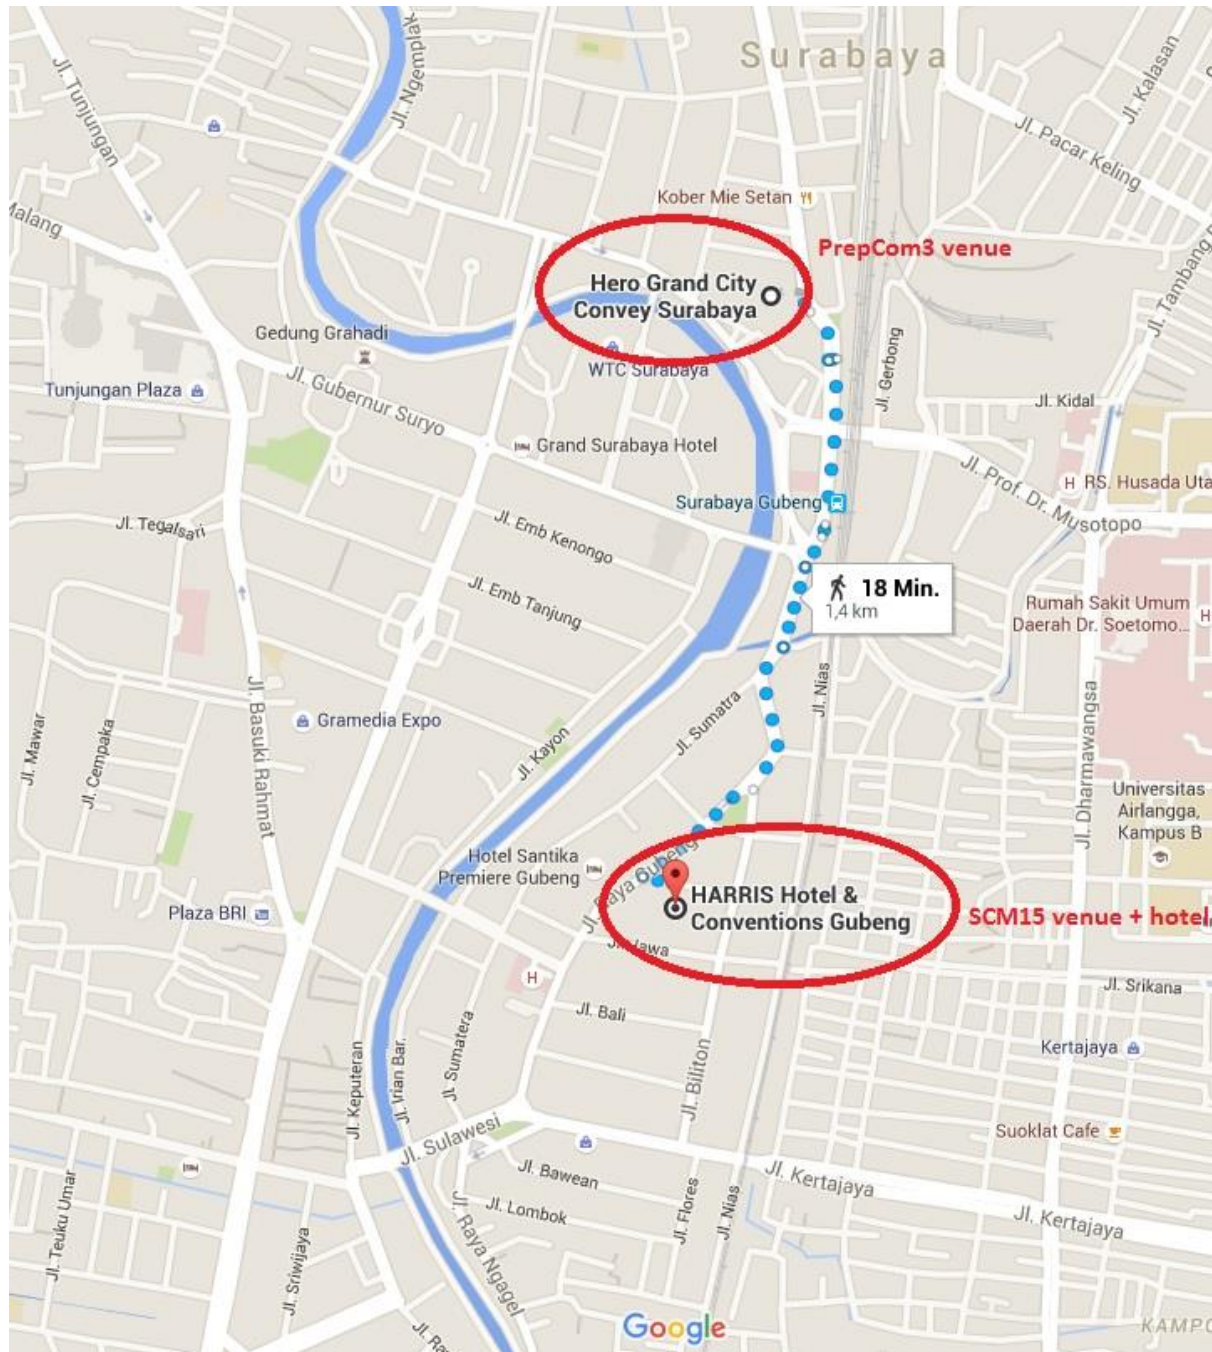 Surabaya
Jl. Ngemplak
Jl. Tunjungan
Jl. Kalasan
Jl. Pacar Keling
Kober Mie Setan
Malang
PrepCom3 venue
Hero Grand City
Convey Surabaya
Gedung Grahadi
WTC Surabaya
Jl. Gerbong
Tunjungan Plaza
Jl. Gubernur Suryo
Jl. Kidal
Grand Surabaya Hotel
Jl. Prof. Dr. Mustopo
H RS. Husada Uta
Surabaya Gubeng
Jl. Tegalsari
Jl. Emb Kenongo
Jl. Emb Tanjung
18 Min.
1,4 km
Rumah Sakit Umum
Daerah Dr. Soetomo...
H
Jl. Nias
Jl. Sumatra
Jl. Mawar
Jl. Cempaka
Jl. Basuki Rahmat
Gramedia Expo
Jl. Kayon
Jl. Dharmawangsa
Universitas
Airlangga,
Kampus B
Hotel Santika
Premiere Gubeng
Jl. Raya Gubeng
HARRIS Hotel &
Conventions Gubeng
SCM15 venue + hotel
Plaza BRI
Jl. Jawa
H
Jl. Srikana
Jl. Bali
Jl. Sumatera
Jl. Irian Bar.
Jl. Keputeran
Jl. Biliton
Kertajaya
Suoklat Cafe
Jl. Sulawesi
Jl. Bawean
Jl. Kertajaya
Jl. Lombok
Jl. Flores
Jl. Nias
Jl. Kertajaya
Jl. Teuku Umar
Jl. Sriwijaya
Jl. Raya Ngagel
Google
KAMPO